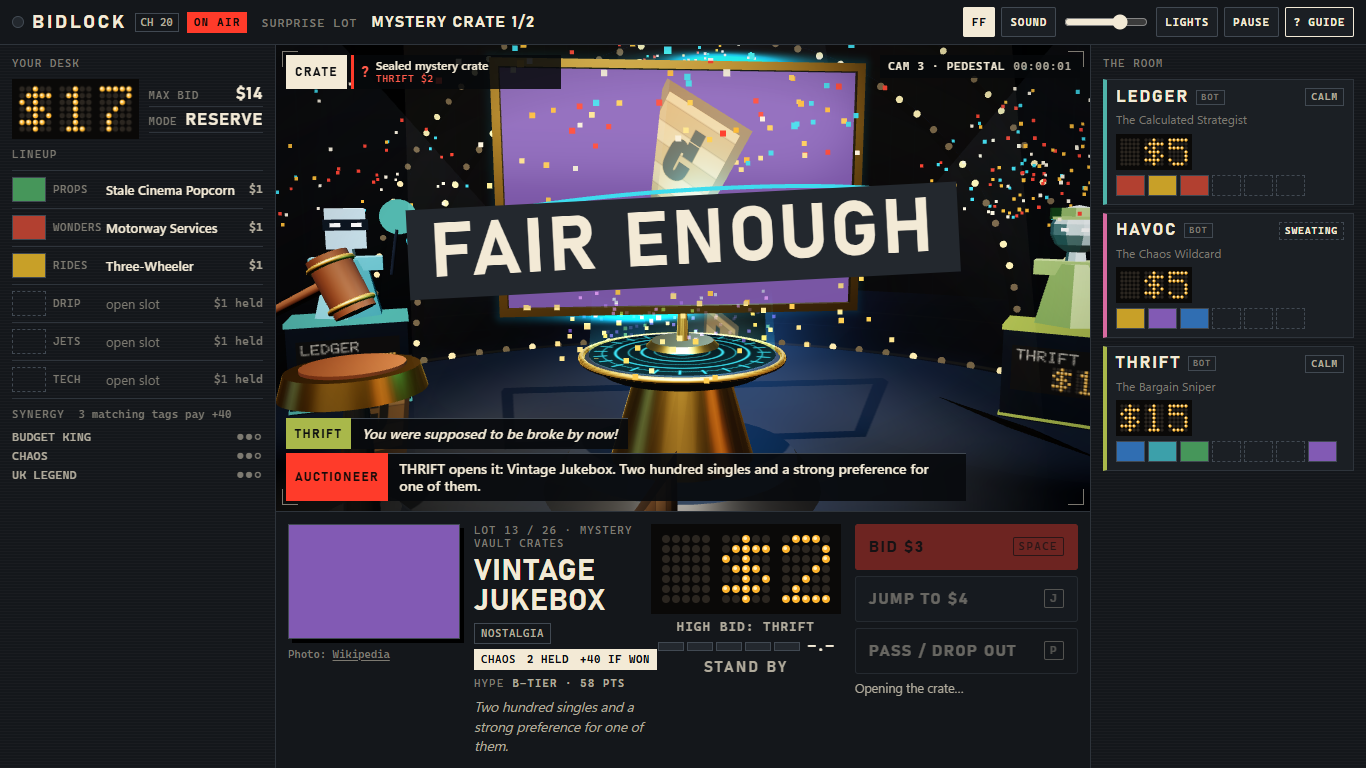 BIDLOCK CH 20 ON AIR SURPRISE LOT MYSTERY CRATE 1/2
FF SOUND LIGHTS PAUSE ? GUIDE
YOUR DESK
$17
MAX BID $14
MODE RESERVE
LINEUP
PROPS Stale Cinema Popcorn $1
WONDERS Motorway Services $1
RIDES Three-Wheeler $1
DRIP open slot $1 held
JETS open slot $1 held
TECH open slot $1 held
SYNERGY 3 matching tags pay +40
BUDGET KING
CHAOS
UK LEGEND
CRATE ? Sealed mystery crate
THRIFT $2
CAM 3 · PEDESTAL 00:00:01
FAIR ENOUGH
LEDGER
THRIFT
THRIFT You were supposed to be broke by now!
AUCTIONEER THRIFT opens it: Vintage Jukebox. Two hundred singles and a strong preference for
one of them.
Photo: Wikipedia
LOT 13 / 26 · MYSTERY
VAULT CRATES
VINTAGE
JUKEBOX
NOSTALGIA
CHAOS 2 HELD +40 IF WON
HYPE B-TIER · 58 PTS
Two hundred singles and a
strong preference for one of
them.
$2
HIGH BID: THRIFT
-.-
STAND BY
BID $3 SPACE
JUMP TO $4 J
PASS / DROP OUT P
Opening the crate...
THE ROOM
LEDGER BOT CALM
The Calculated Strategist
$5
HAVOC BOT SWEATING
The Chaos Wildcard
$5
THRIFT BOT CALM
The Bargain Sniper
$15